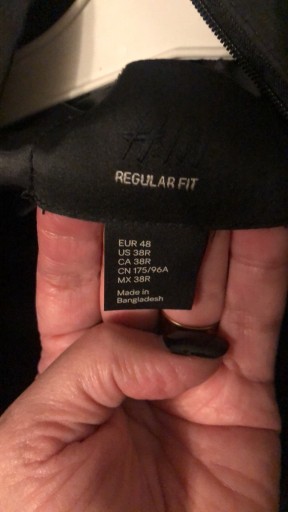 H&M
REGULAR FIT
EUR 48
US 38R
CA 38R
CN 175/96A
MX 38R
Made in
Bangladesh